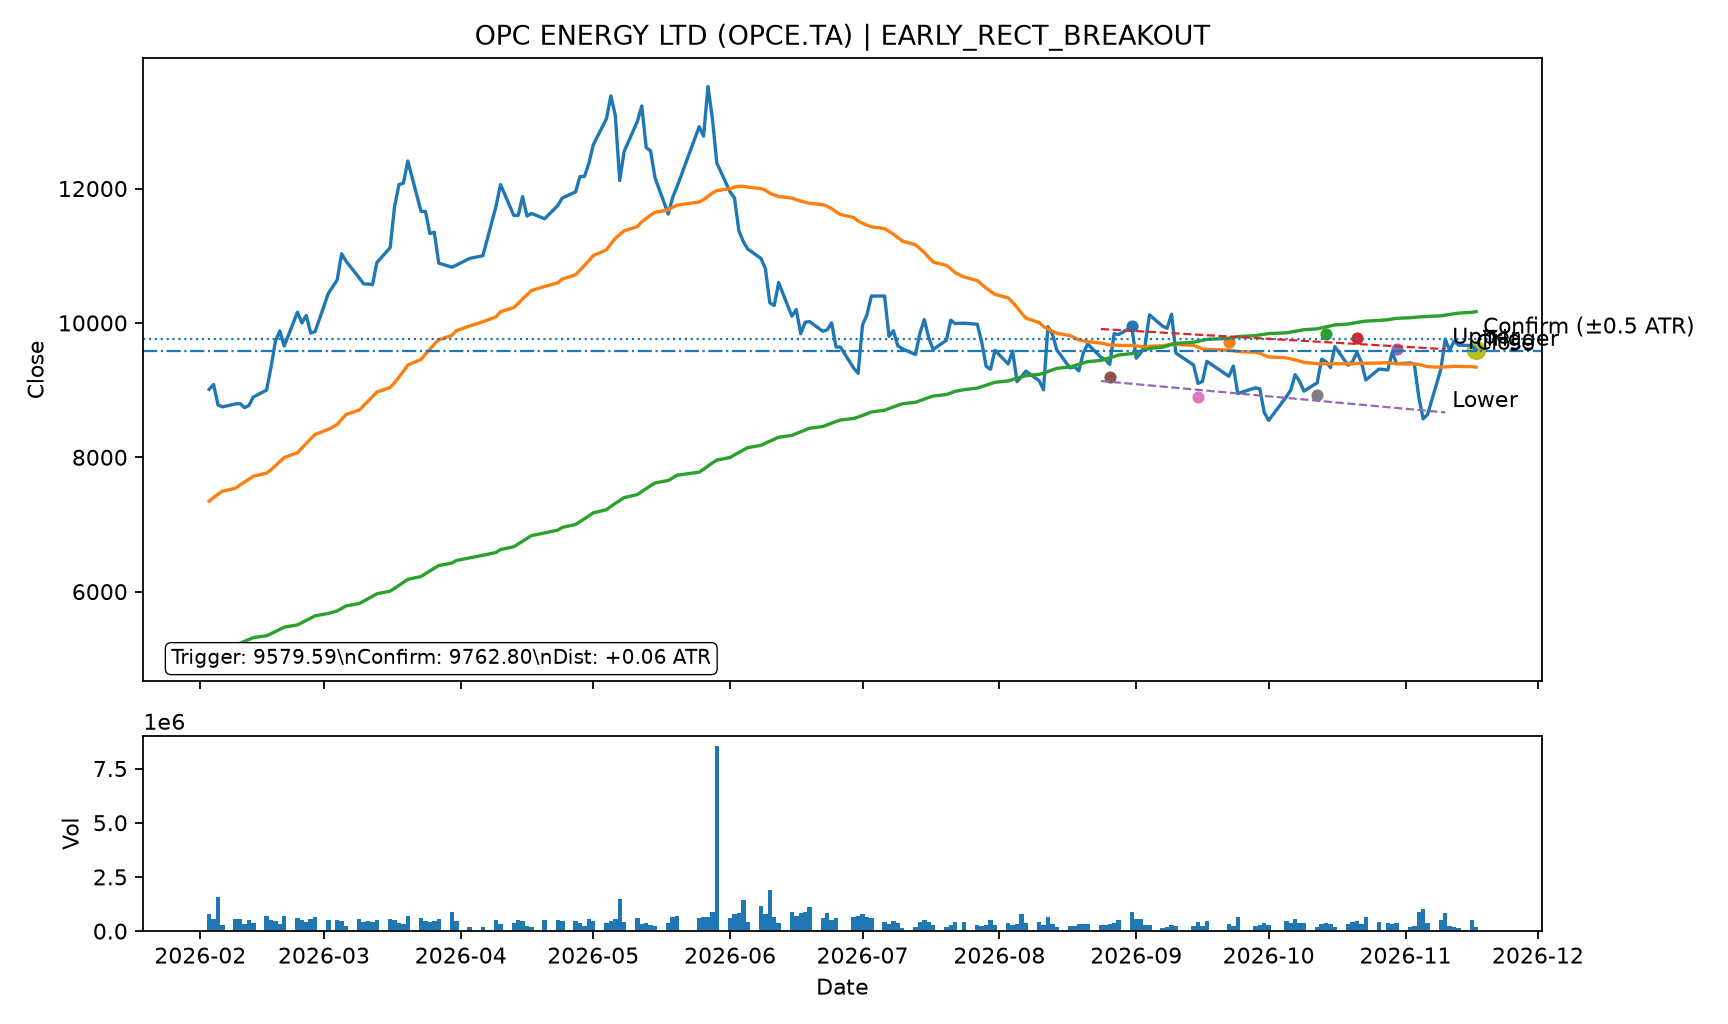 OPC ENERGY LTD (OPCE.TA) | EARLY_RECT_BREAKOUT
Close
12000
10000
8000
6000
Confirm (±0.5 ATR)
Upper
Trigger
Close
Lower
Trigger: 9579.59\nConfirm: 9762.80\nDist: +0.06 ATR
1e6
Vol
7.5
5.0
2.5
0.0
2026-02 2026-03 2026-04 2026-05 2026-06 2026-07 2026-08 2026-09 2026-10 2026-11 2026-12
Date